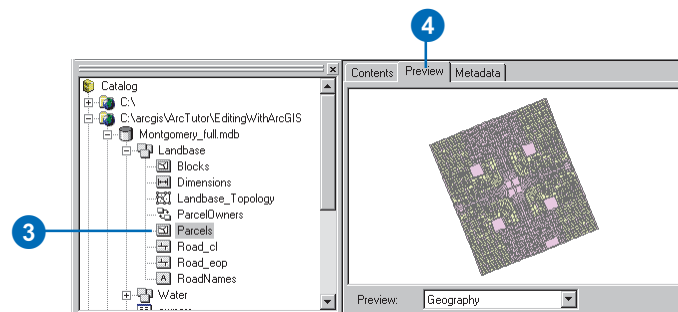 4
Contents Preview Metadata
Catalog
C:\
C:\arcgis\ArcTutor\EditingWithArcGIS
Montgomery_full.mdb
Landbase
Blocks
Dimensions
Landbase_Topology
ParcelOwners
3
Parcels
Road_cl
Road_eop
RoadNames
A
Water
Preview: Geography